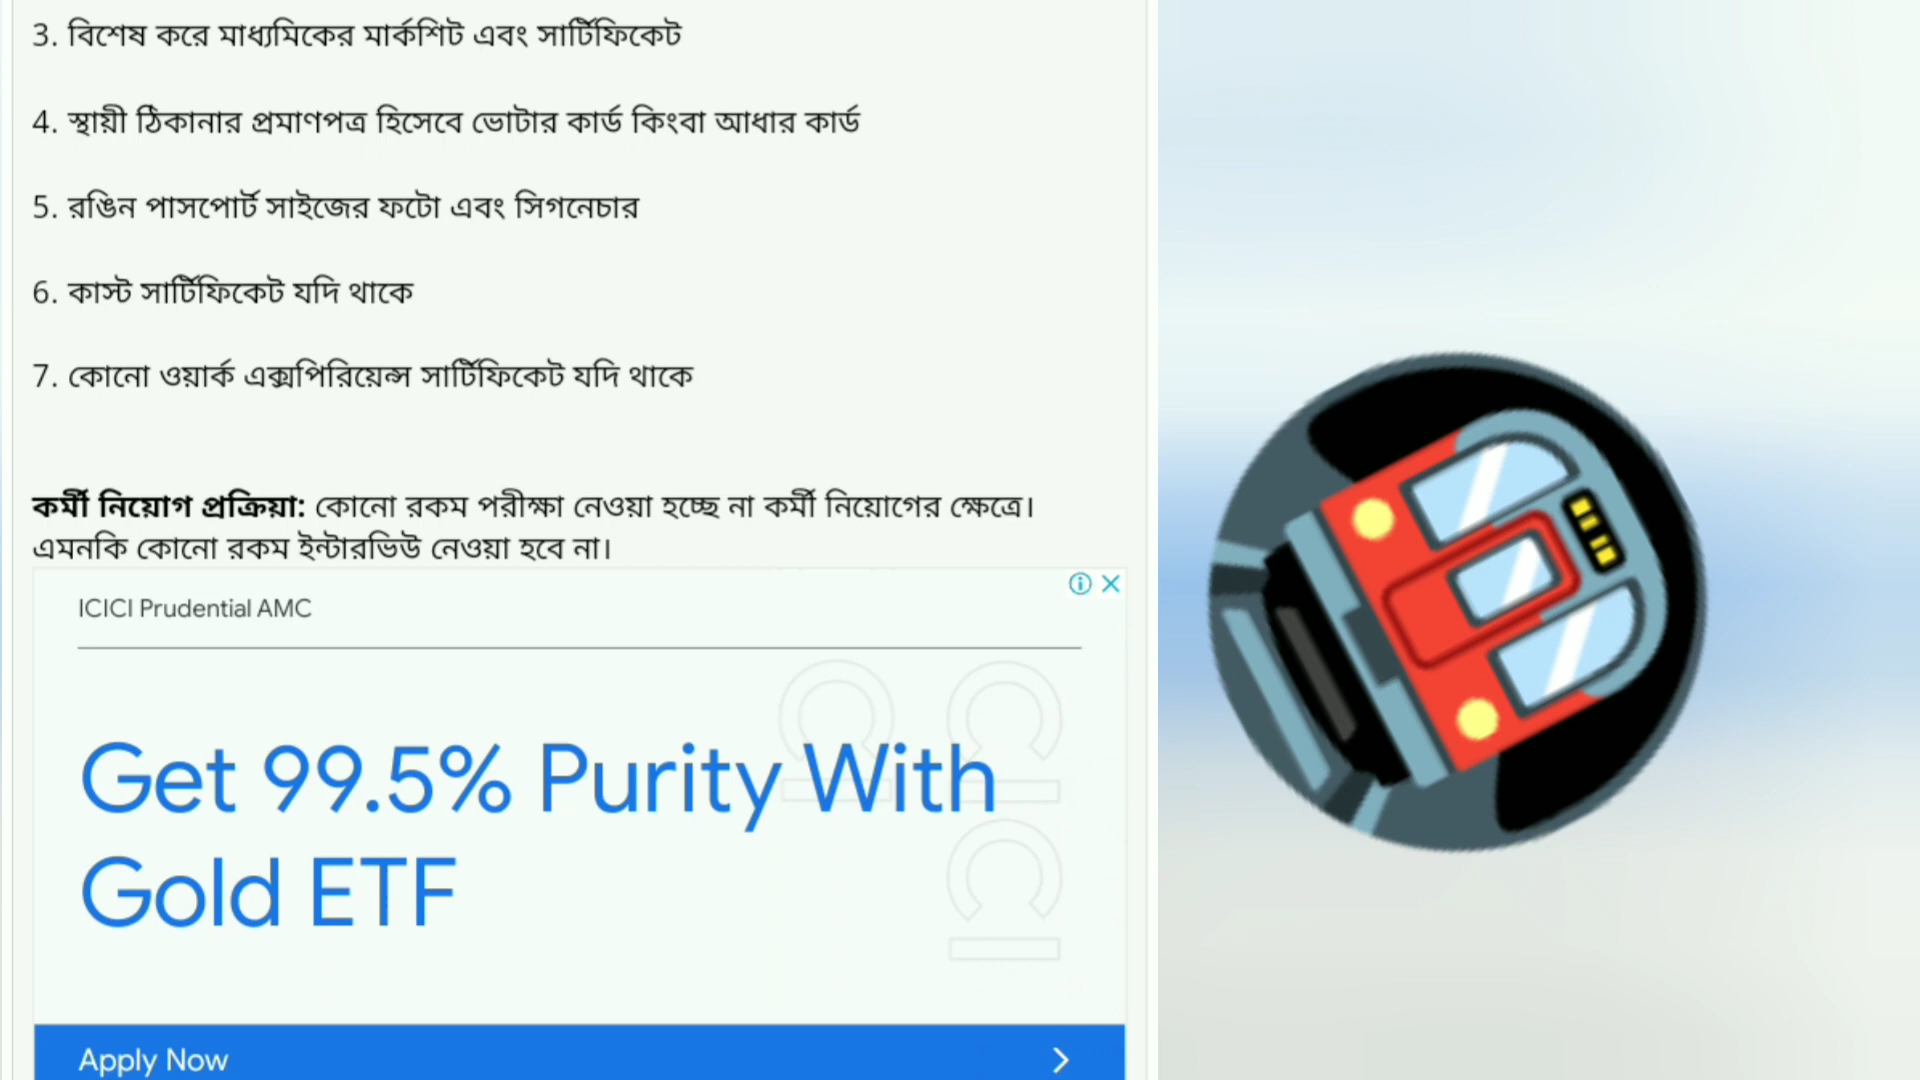 3. বিশেষ করে মাধ্যমিকের মার্কশিট এবং সার্টিফিকেট
4. স্থায়ী ঠিকানার প্রমাণপত্র হিসেবে ভোটার কার্ড কিংবা আধার কার্ড
5. রঙিন পাসপোর্ট সাইজের ফটো এবং সিগনেচার
6. কাস্ট সার্টিফিকেট যদি থাকে
7. কোনো ওয়ার্ক এক্সপিরিয়েন্স সার্টিফিকেট যদি থাকে
কর্মী নিয়োগ প্রক্রিয়া: কোনো রকম পরীক্ষা নেওয়া হচ্ছে না কর্মী নিয়োগের ক্ষেত্রে।
এমনকি কোনো রকম ইন্টারভিউ নেওয়া হবে না।
ICICI Prudential AMC
Get 99.5% Purity With
Gold ETF
Apply Now